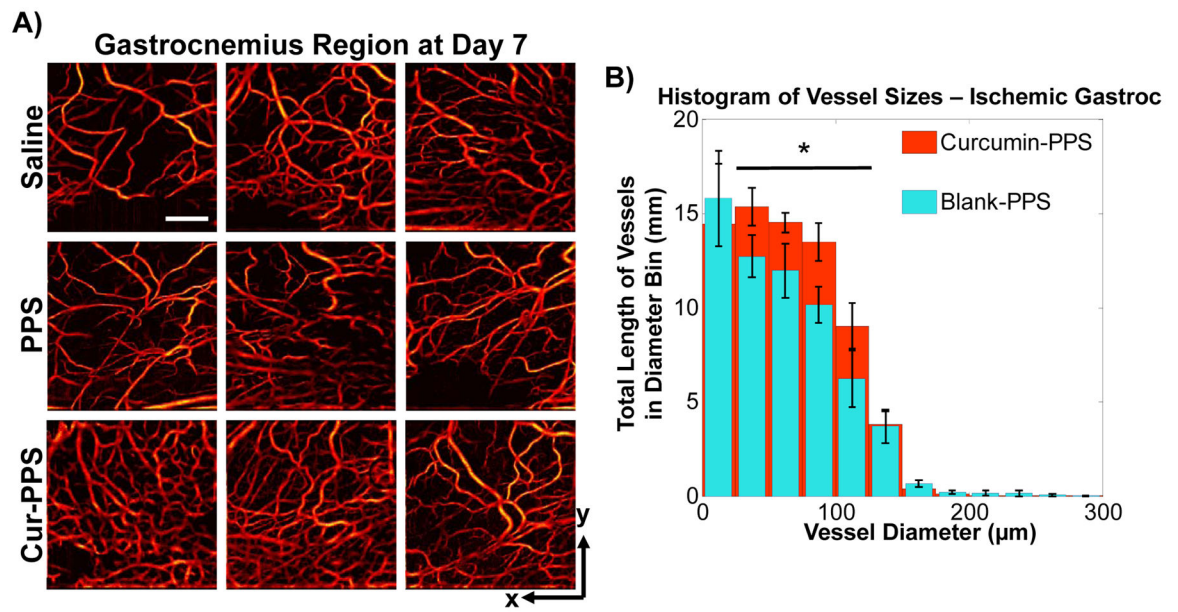 A)
Gastrocnemius Region at Day 7
Saline
PPS
Cur-PPS
y
x
B)
Histogram of Vessel Sizes – Ischemic Gastroc
Total Length of Vessels
in Diameter Bin (mm)
20
15
10
5
0
*
Curcumin-PPS
Blank-PPS
0 100 200 300
Vessel Diameter (µm)